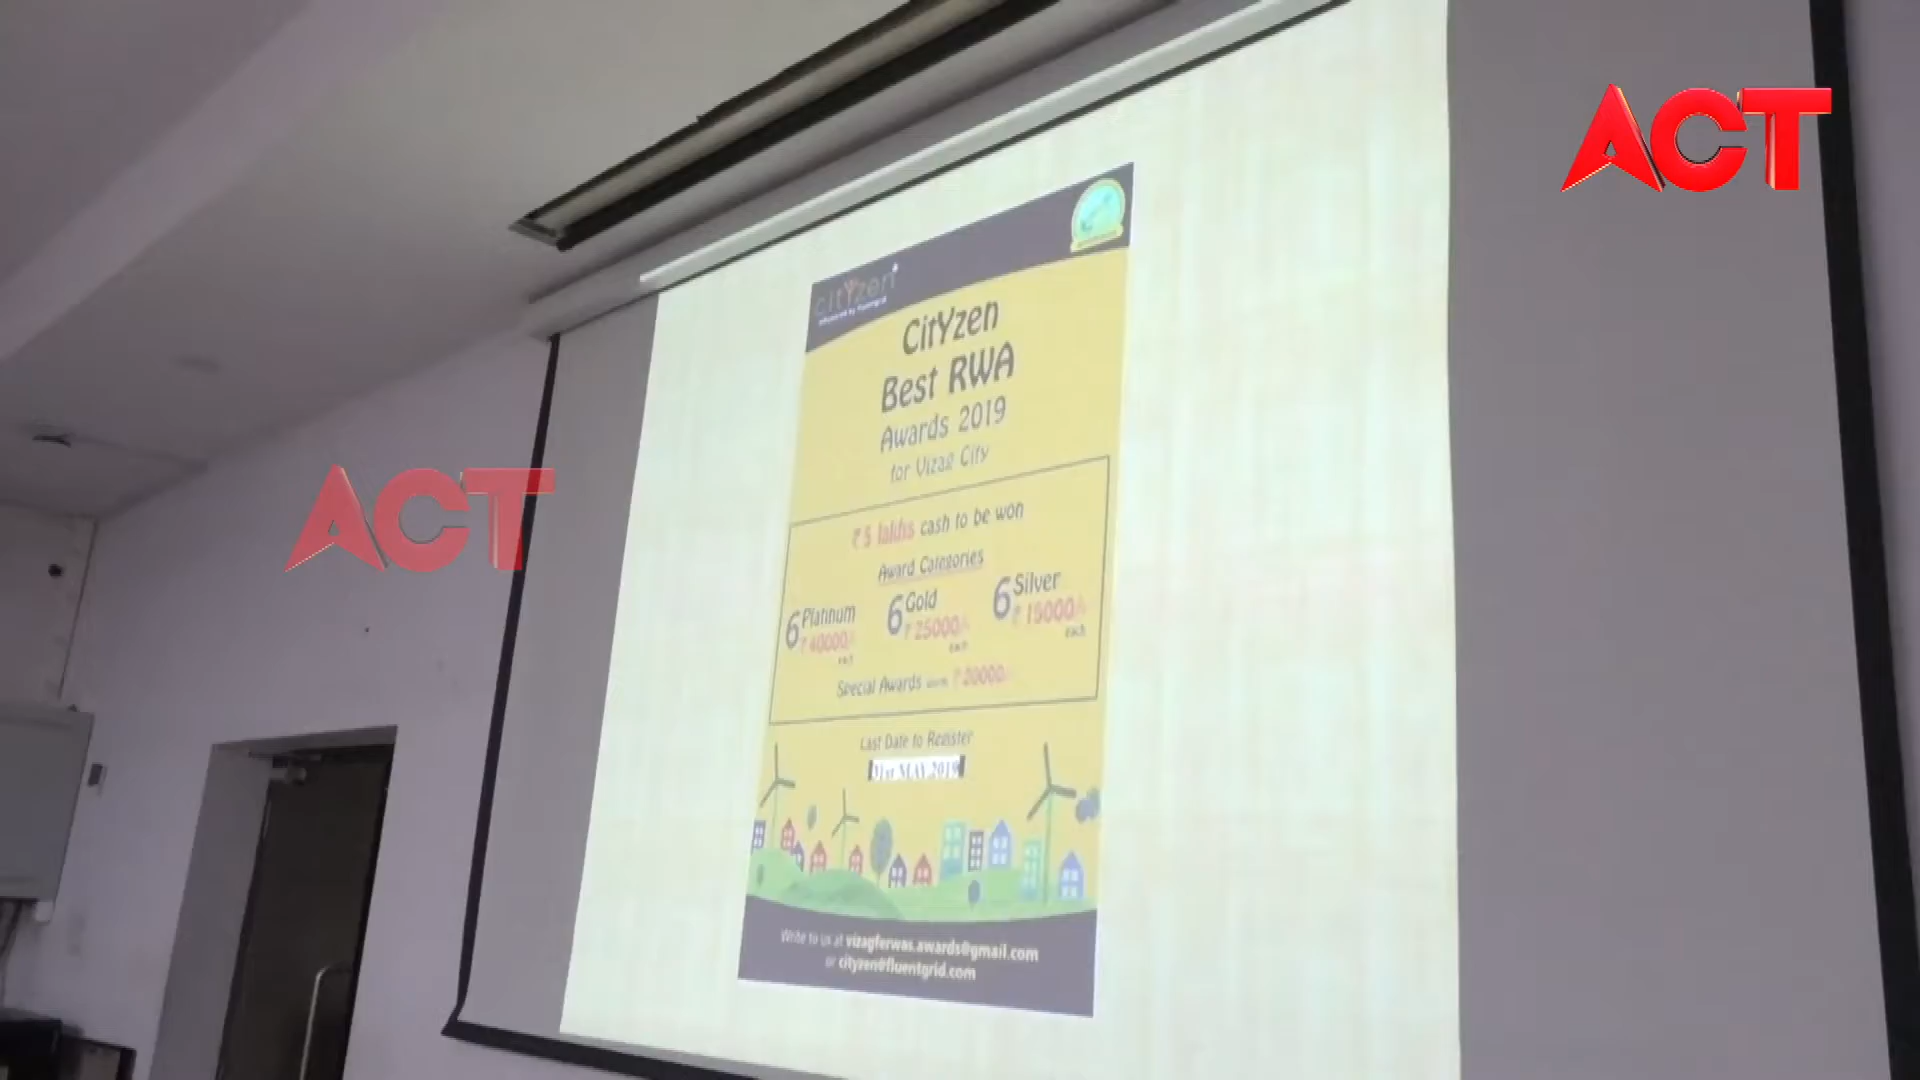 ACT
ACT
citYzen
CitYzen
Best RWA
Awards 2019
for Vizag City
₹ 5 lakhs cash to be won
Award Categories
6 Platinum
₹ 40000/-
each
6 Gold
₹ 25000/-
each
6 Silver
₹ 15000/-
each
Special Awards worth ₹ 20000/-
Last Date to Register
31st MAY 2019
Write to us at vizagferwas.awards@gmail.com
or cityzen@fluentgrid.com